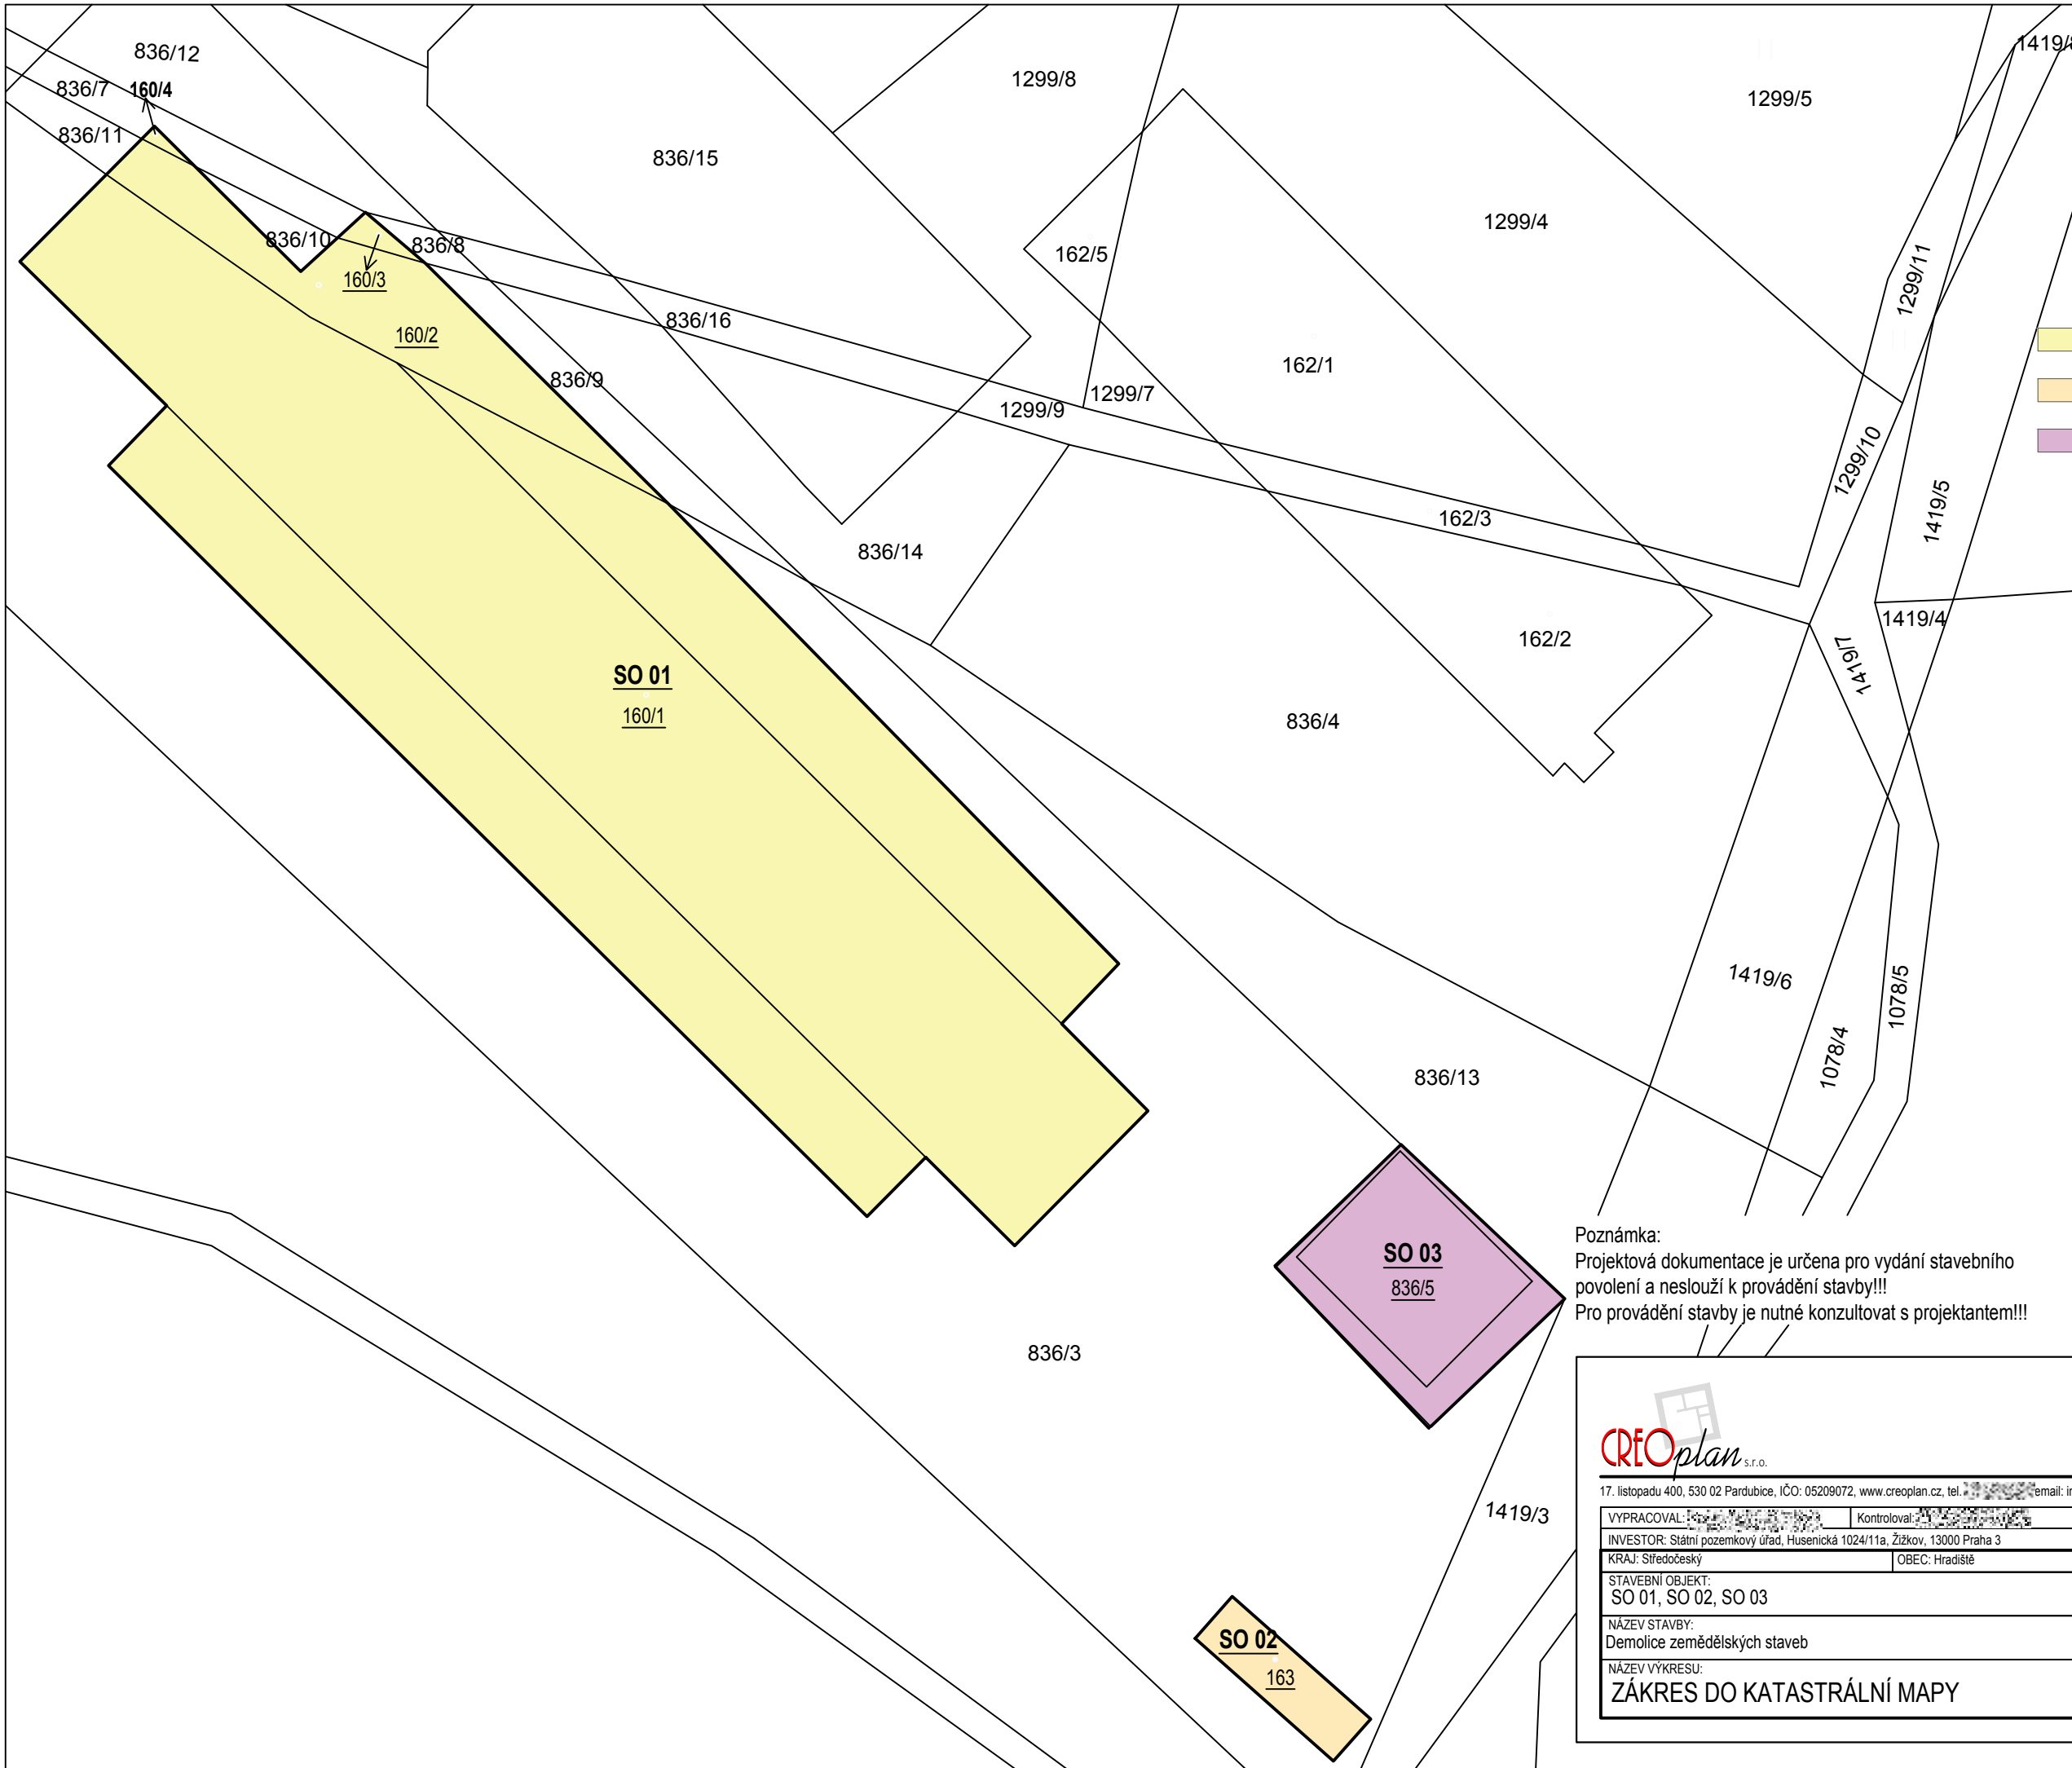 836/12
836/7
160/4
836/11
836/10
836/8
160/3
160/2
836/9
836/15
836/16
1299/8
162/5
1299/7
1299/9
162/1
1299/4
1299/5
1419/
1299/11
1299/10
1419/5
162/3
836/14
162/2
1419/4
1419/7
SO 01
160/1
836/4
1419/6
1078/5
1078/4
836/13
SO 03
836/5
836/3
1419/3
SO 02
163
Poznámka:
Projektová dokumentace je určena pro vydání stavebního
povolení a neslouží k provádění stavby!!!
Pro provádění stavby je nutné konzultovat s projektantem!!!
CREOplan s.r.o.
17. listopadu 400, 530 02 Pardubice, IČO: 05209072, www.creoplan.cz, tel. email:
VYPRACOVAL: Kontroloval:
INVESTOR: Státní pozemkový úřad, Husenická 1024/11a, Žižkov, 13000 Praha 3
KRAJ: Středočeský OBEC: Hradiště
STAVEBNÍ OBJEKT:
SO 01, SO 02, SO 03
NÁZEV STAVBY:
Demolice zemědělských staveb
NÁZEV VÝKRESU:
ZÁKRES DO KATASTRÁLNÍ MAPY